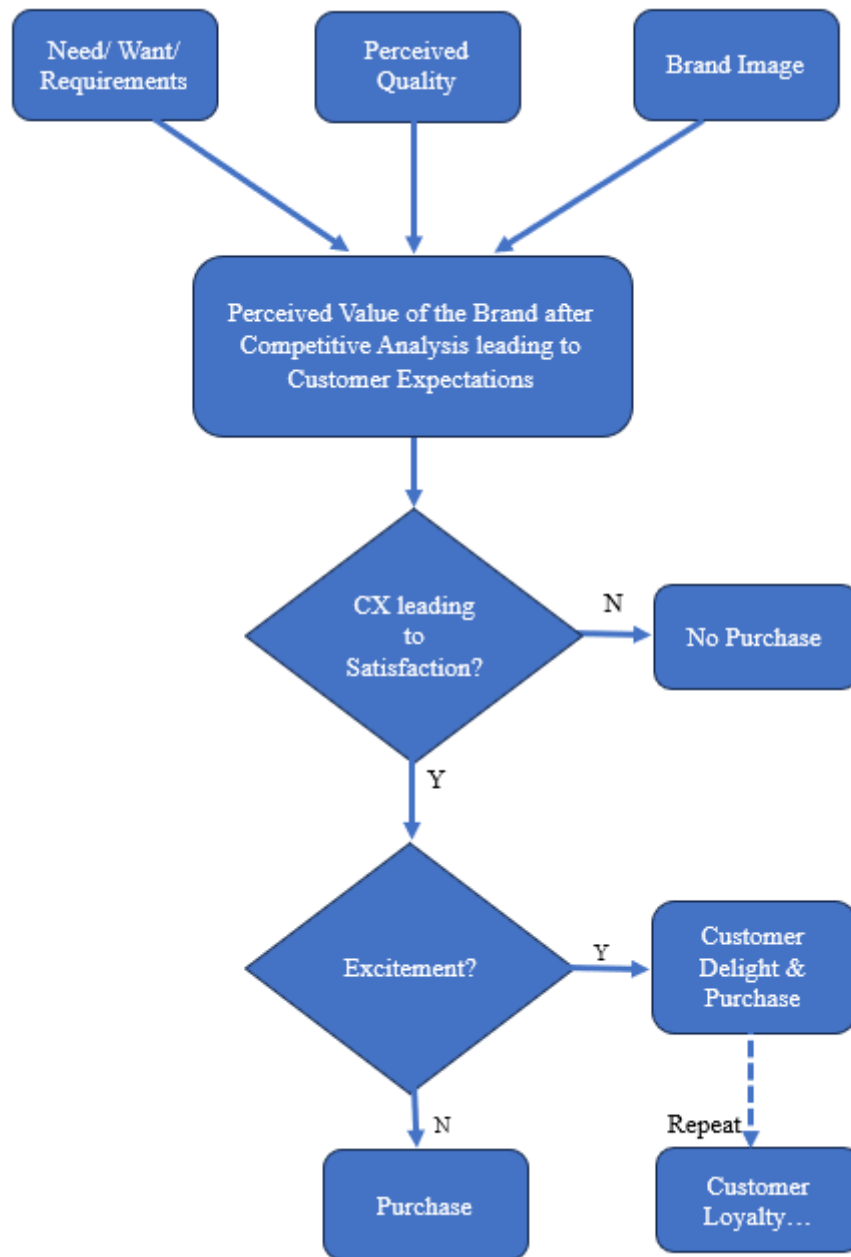 Need/ Want/
Requirements
Perceived
Quality
Brand Image
Perceived Value of the Brand after
Competitive Analysis leading to
Customer Expectations
CX leading
to
Satisfaction?
N
No Purchase
Y
Excitement?
Y
Customer
Delight &
Purchase
N
Purchase
Repeat
Customer
Loyalty…